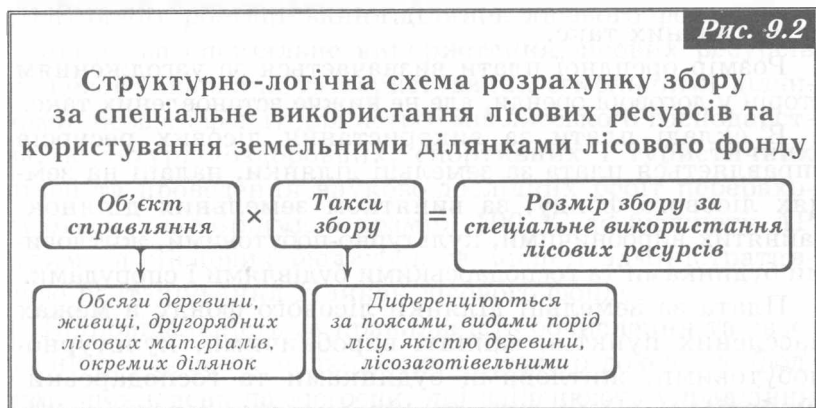 Рис. 9.2
Структурно-логічна схема розрахунку збору
за спеціальне використання лісових ресурсів та
користування земельними ділянками лісового фонду
Об’єкт
справляння
×
Такси
збору
=
Розмір збору за
спеціальне використання
лісових ресурсів
Обсяги деревини,
живиці, другорядних
лісових матеріалів,
окремих ділянок
Диференціюються
за поясами, видами порід
лісу, якістю деревини,
лісозаготівельними